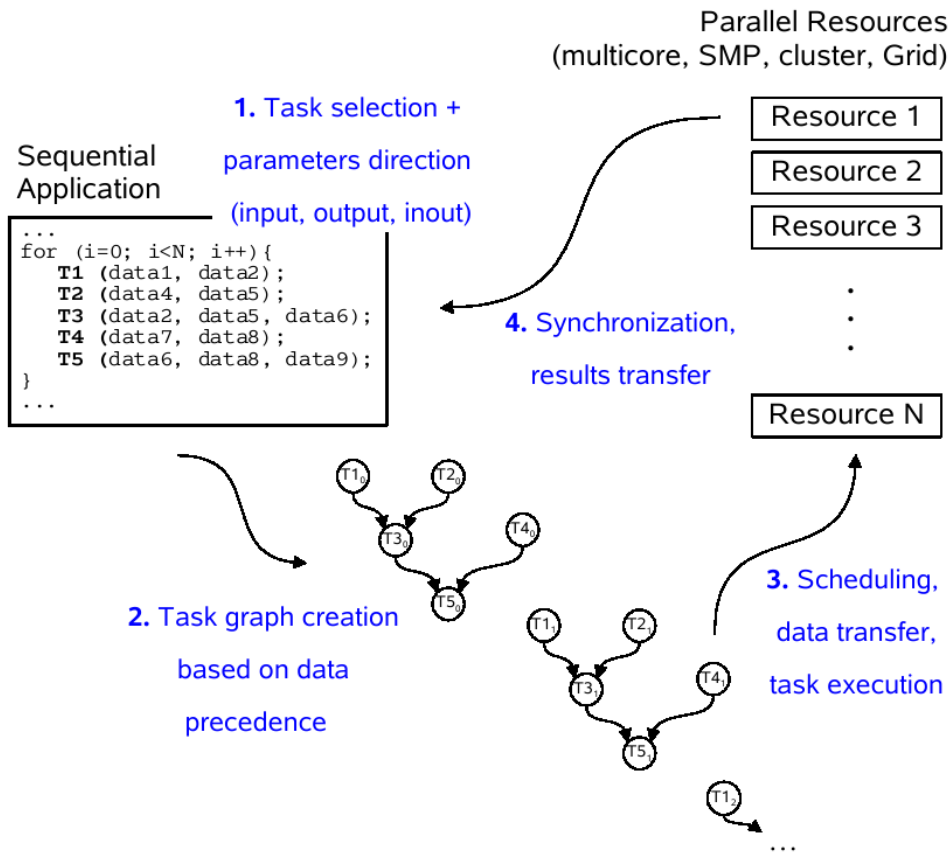 Parallel Resources
(multicore, SMP, cluster, Grid)
Resource 1
Resource 2
Resource 3
.
.
.
Resource N
1. Task selection +
parameters direction
(input, output, inout)
Sequential
Application
...
for (i=0; i<N; i++){
T1 (data1, data2);
T2 (data4, data5);
T3 (data2, data5, data6);
T4 (data7, data8);
T5 (data6, data8, data9);
}
...
4. Synchronization,
results transfer
T1₀
T2₀
T3₀
T4₀
T5₀
2. Task graph creation
based on data
precedence
T1₁
T2₁
T3₁
T4₁
T5₁
3. Scheduling,
data transfer,
task execution
T1₂
...